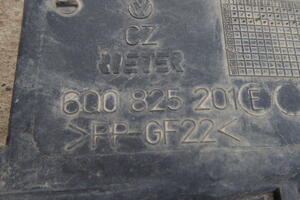 CZ
RIETER
6Q0 825 201 E
>PP-GF22<